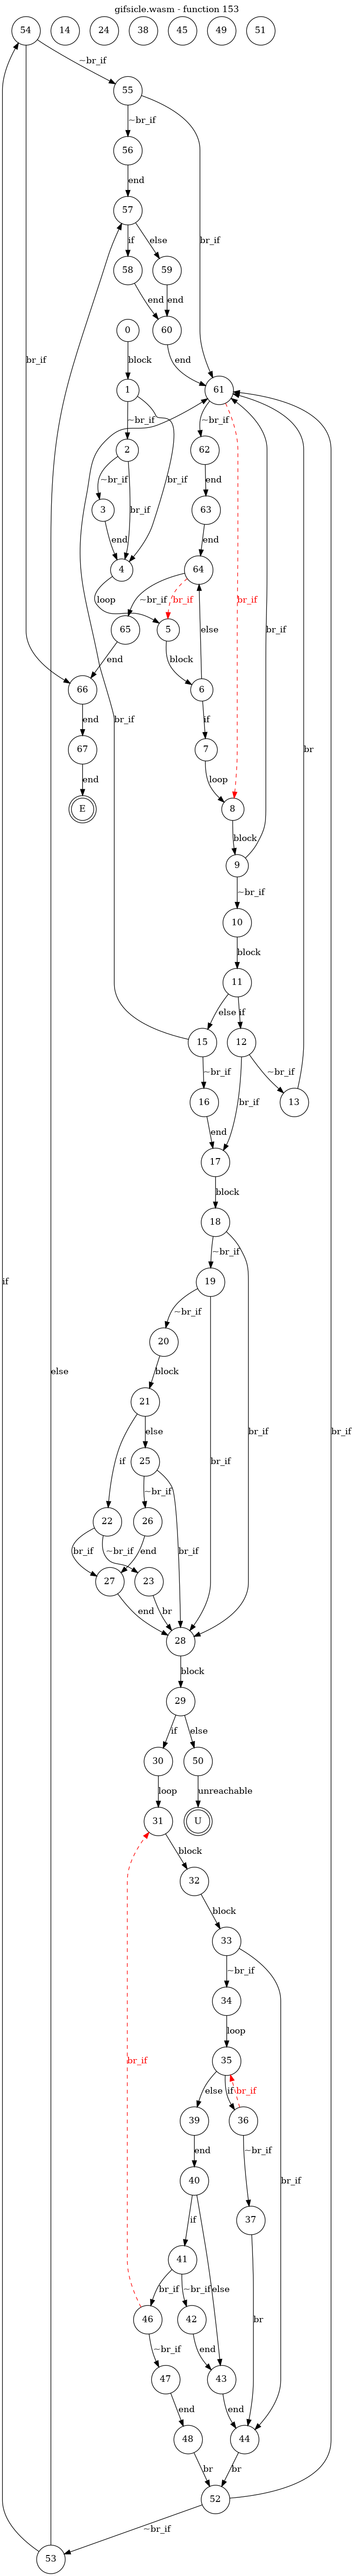 gifsicle.wasm - function 153
54 14 24 38 45 49 51
~br_if
55
~br_if
56
end
57
if else br_if
58 59
end end
0 60
block end
br_if 1 61
~br_if ~br_if
2 62
~br_if br_if br_if end
3 63
end end
4 64
loop ~br_if br_if br_if else br_if
65 5
end block
66 6
end br_if if
67 7
end loop br
E 8
block
9
~br_if
10
block
11
else if
15 12
~br_if br_if ~br_if
16 13
end
17
block
18
~br_if
19
if ~br_if
20
else block br_if br_if br_if
21
if else
25
~br_if
22 26
br_if ~br_if end br_if
27 23
end br
28
block
29
if else
30 50
loop unreachable
31 U
block
32
block
33
~br_if
34
loop
br_if 35
else if br_if
39 36
end ~br_if
40 br_if
if 37
41 else
br_if ~br_if br
46 42
~br_if end
47 43
end end
48 44
br br
52
~br_if
53